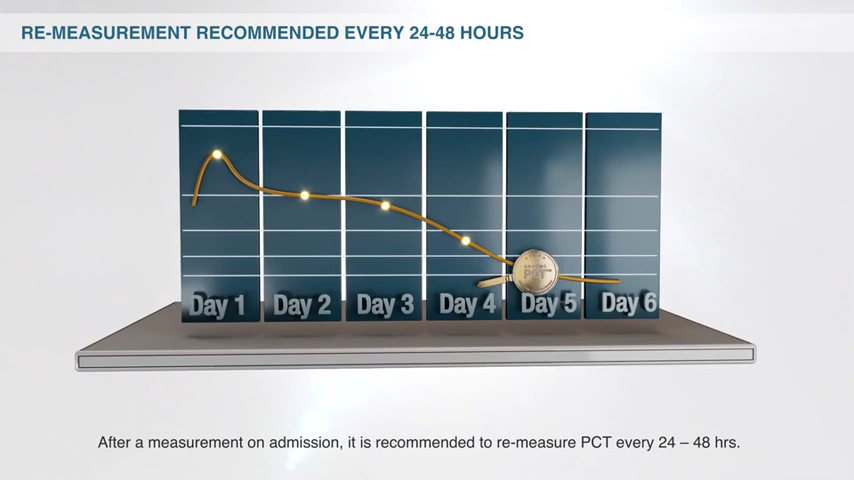 RE-MEASUREMENT RECOMMENDED EVERY 24-48 HOURS
Day 1 Day 2 Day 3 Day 4 Day 5 Day 6
PCT
After a measurement on admission, it is recommended to re-measure PCT every 24 – 48 hrs.